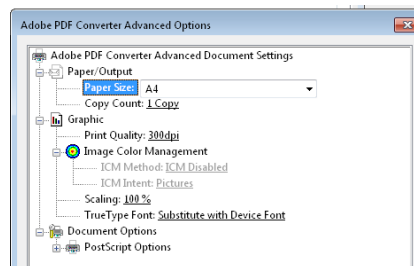 Adobe PDF Converter Advanced Options
Adobe PDF Converter Advanced Document Settings
Paper/Output
Paper Size: A4
Copy Count: 1 Copy
Graphic
Print Quality: 300dpi
Image Color Management
ICM Method: ICM Disabled
ICM Intent: Pictures
Scaling: 100 %
TrueType Font: Substitute with Device Font
Document Options
PostScript Options